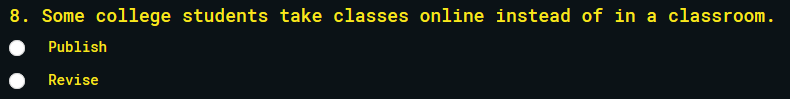 8. Some college students take classes online instead of in a classroom.
Publish
Revise